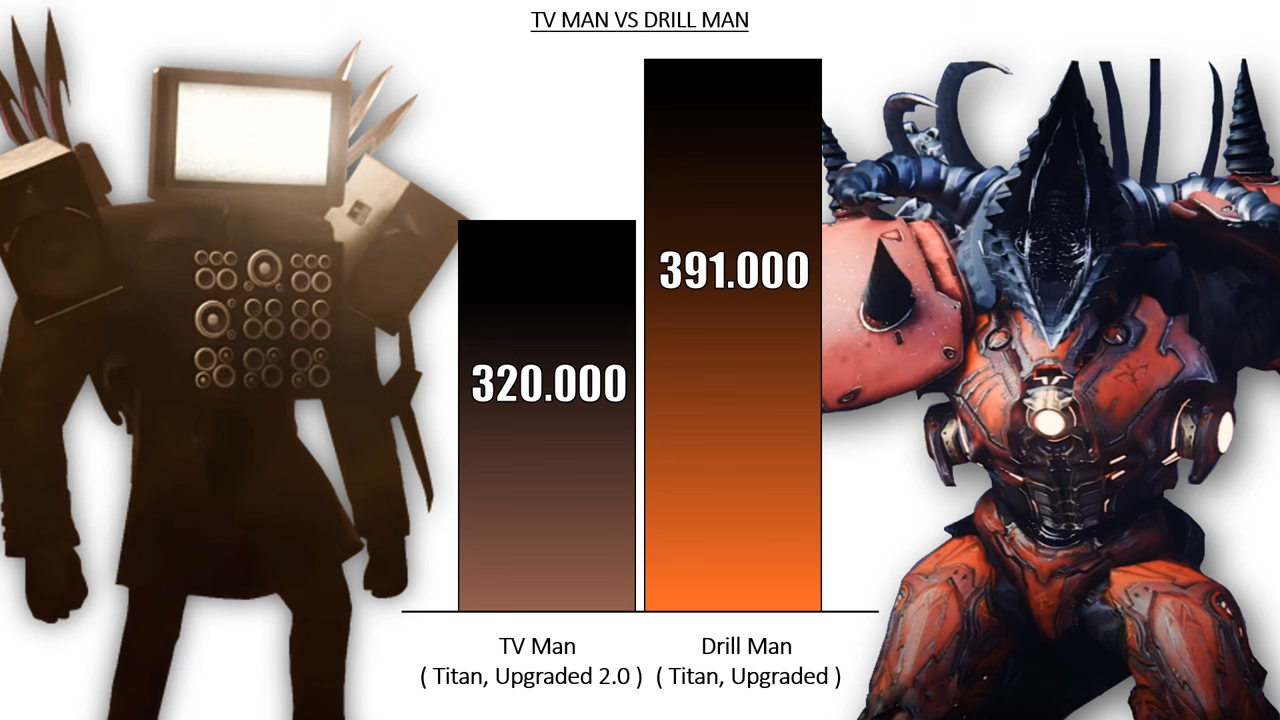 TV MAN VS DRILL MAN
391.000
320.000
TV Man
( Titan, Upgraded 2.0 )
Drill Man
( Titan, Upgraded )